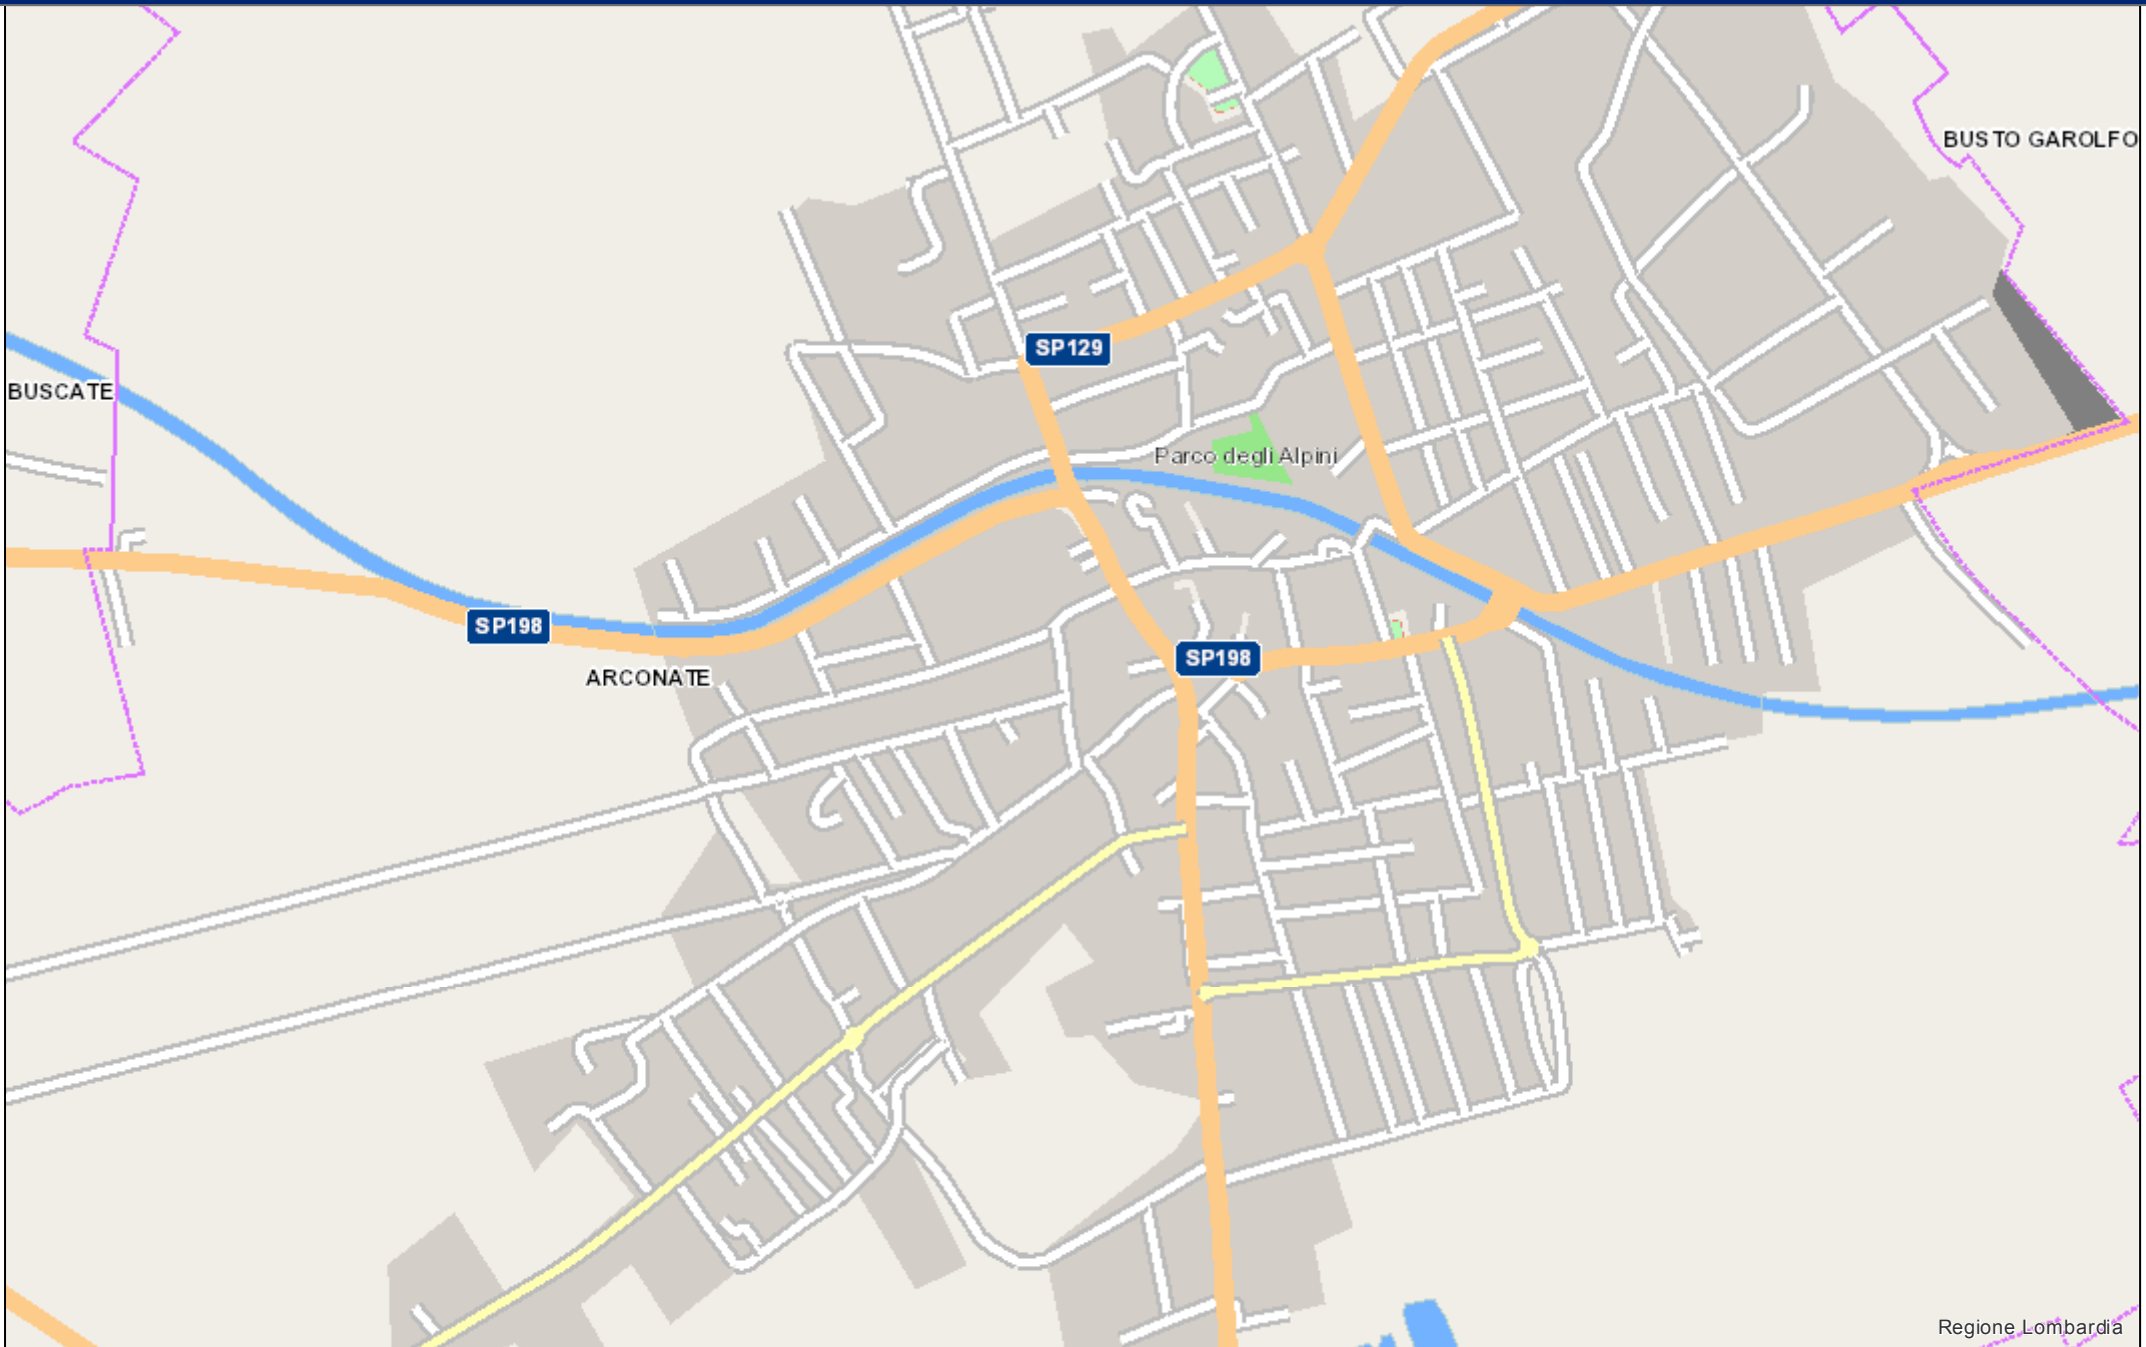 BUSTO GAROLFO
SP129
BUSCATE
Parco degli Alpini
SP198
SP198
ARCONATE
Regione Lombardia